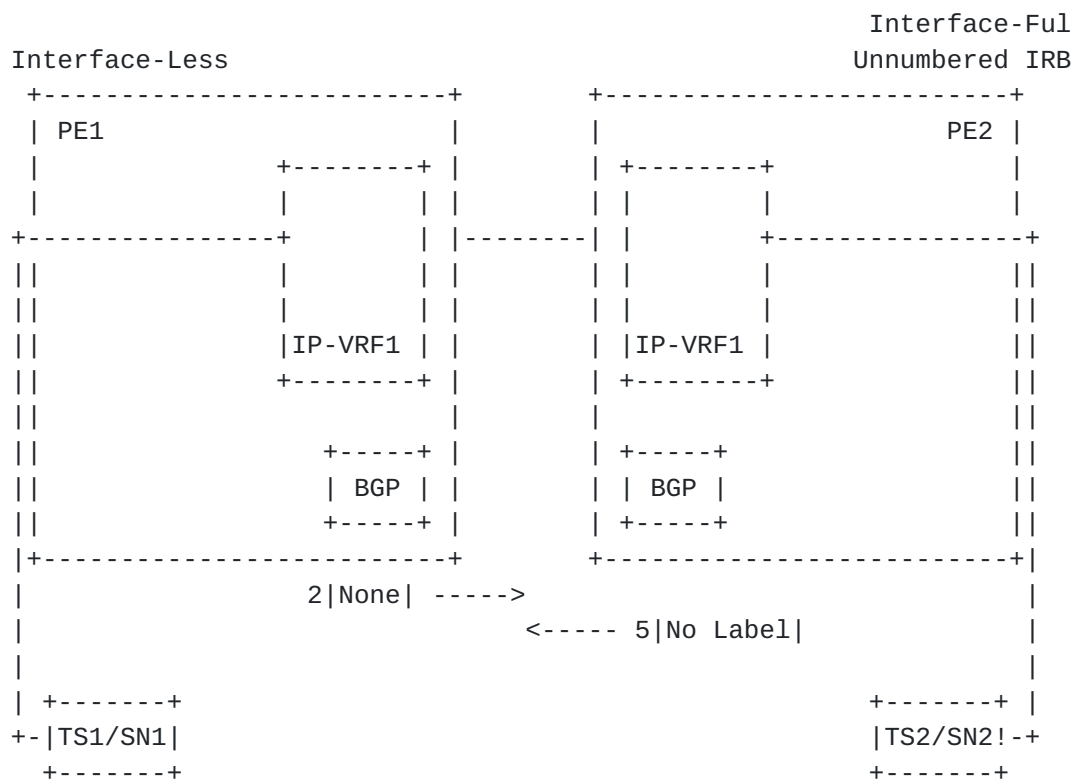 Interface-Ful
Interface-Less Unnumbered IRB
PE1 PE2
IP-VRF1 IP-VRF1
BGP BGP
2|None| ----->
<----- 5|No Label|
TS1/SN1 TS2/SN2!